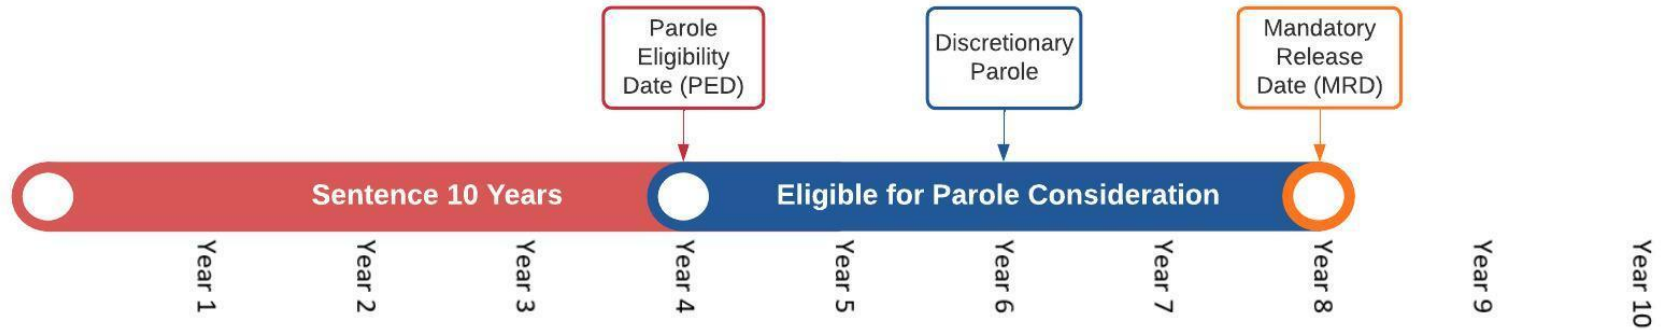 Parole
Eligibility
Date (PED)
Discretionary
Parole
Mandatory
Release
Date (MRD)
Sentence 10 Years
Eligible for Parole Consideration
Year 1
Year 2
Year 3
Year 4
Year 5
Year 6
Year 7
Year 8
Year 9
Year 10